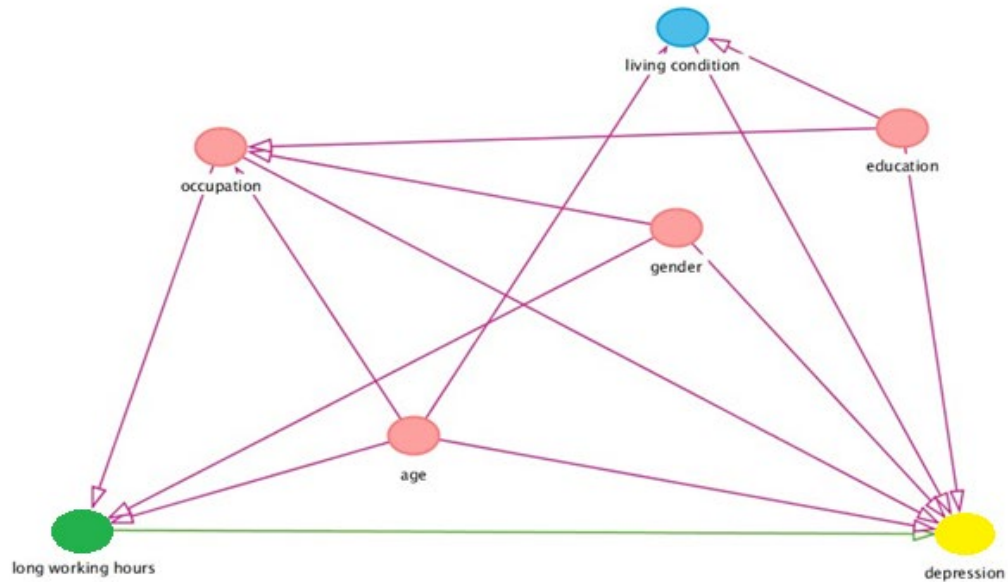 living condition
education
occupation
gender
age
long working hours
depression